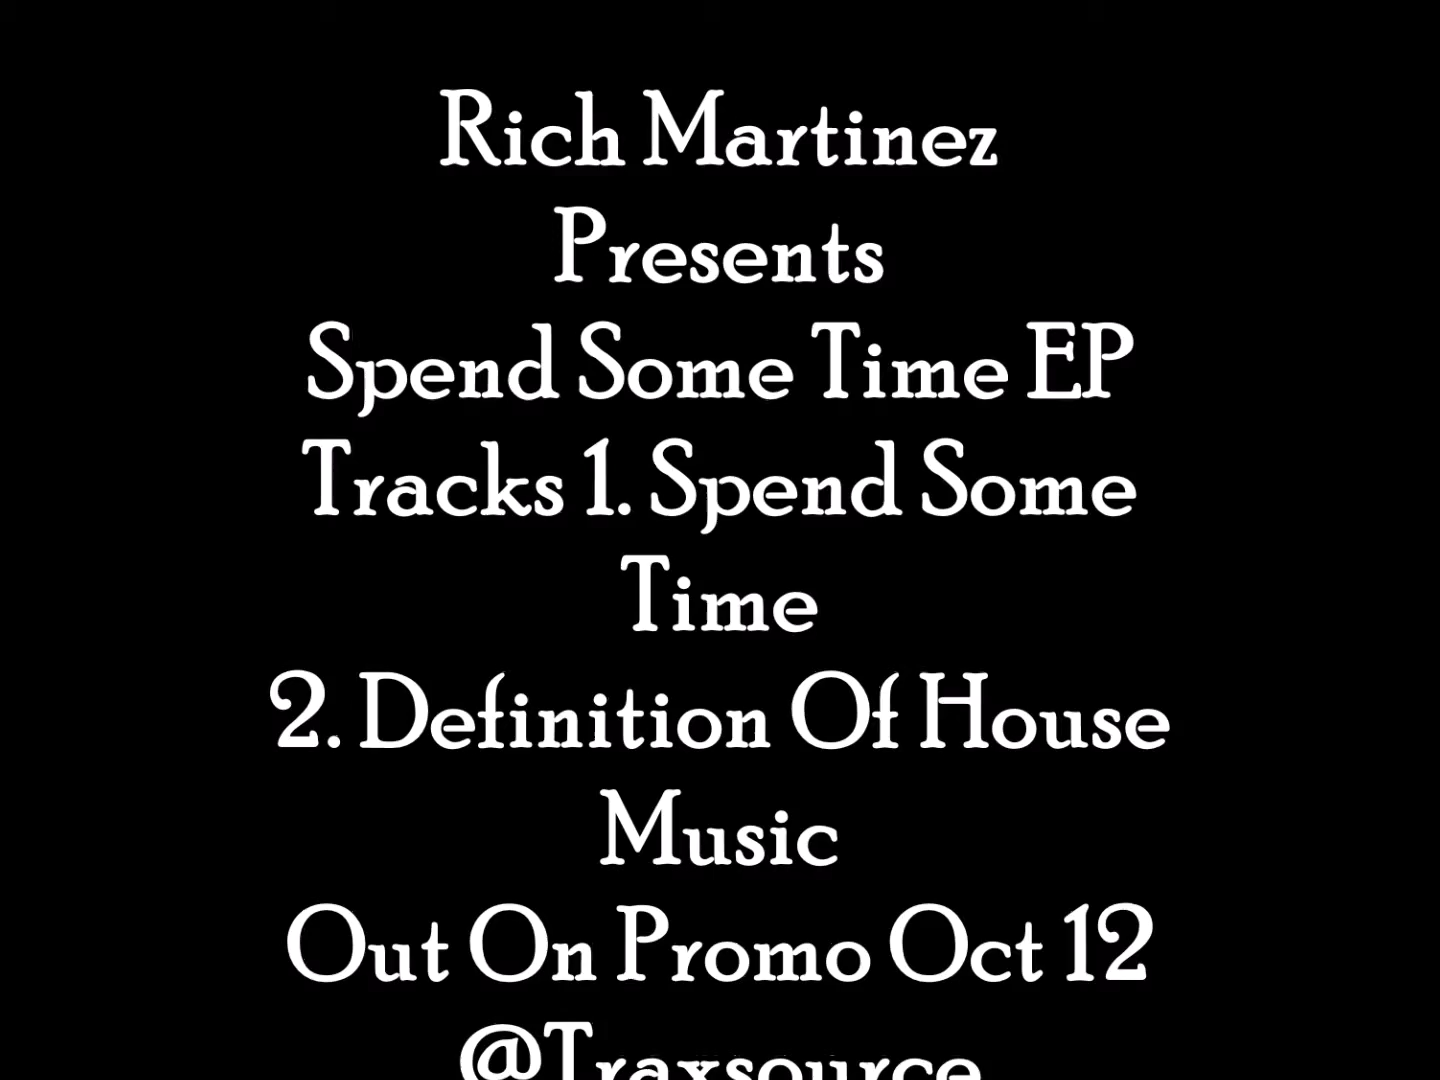 Rich Martinez
Presents
Spend Some Time EP
Tracks 1. Spend Some
Time
2. Definition Of House
Music
Out On Promo Oct 12
@Traxsource